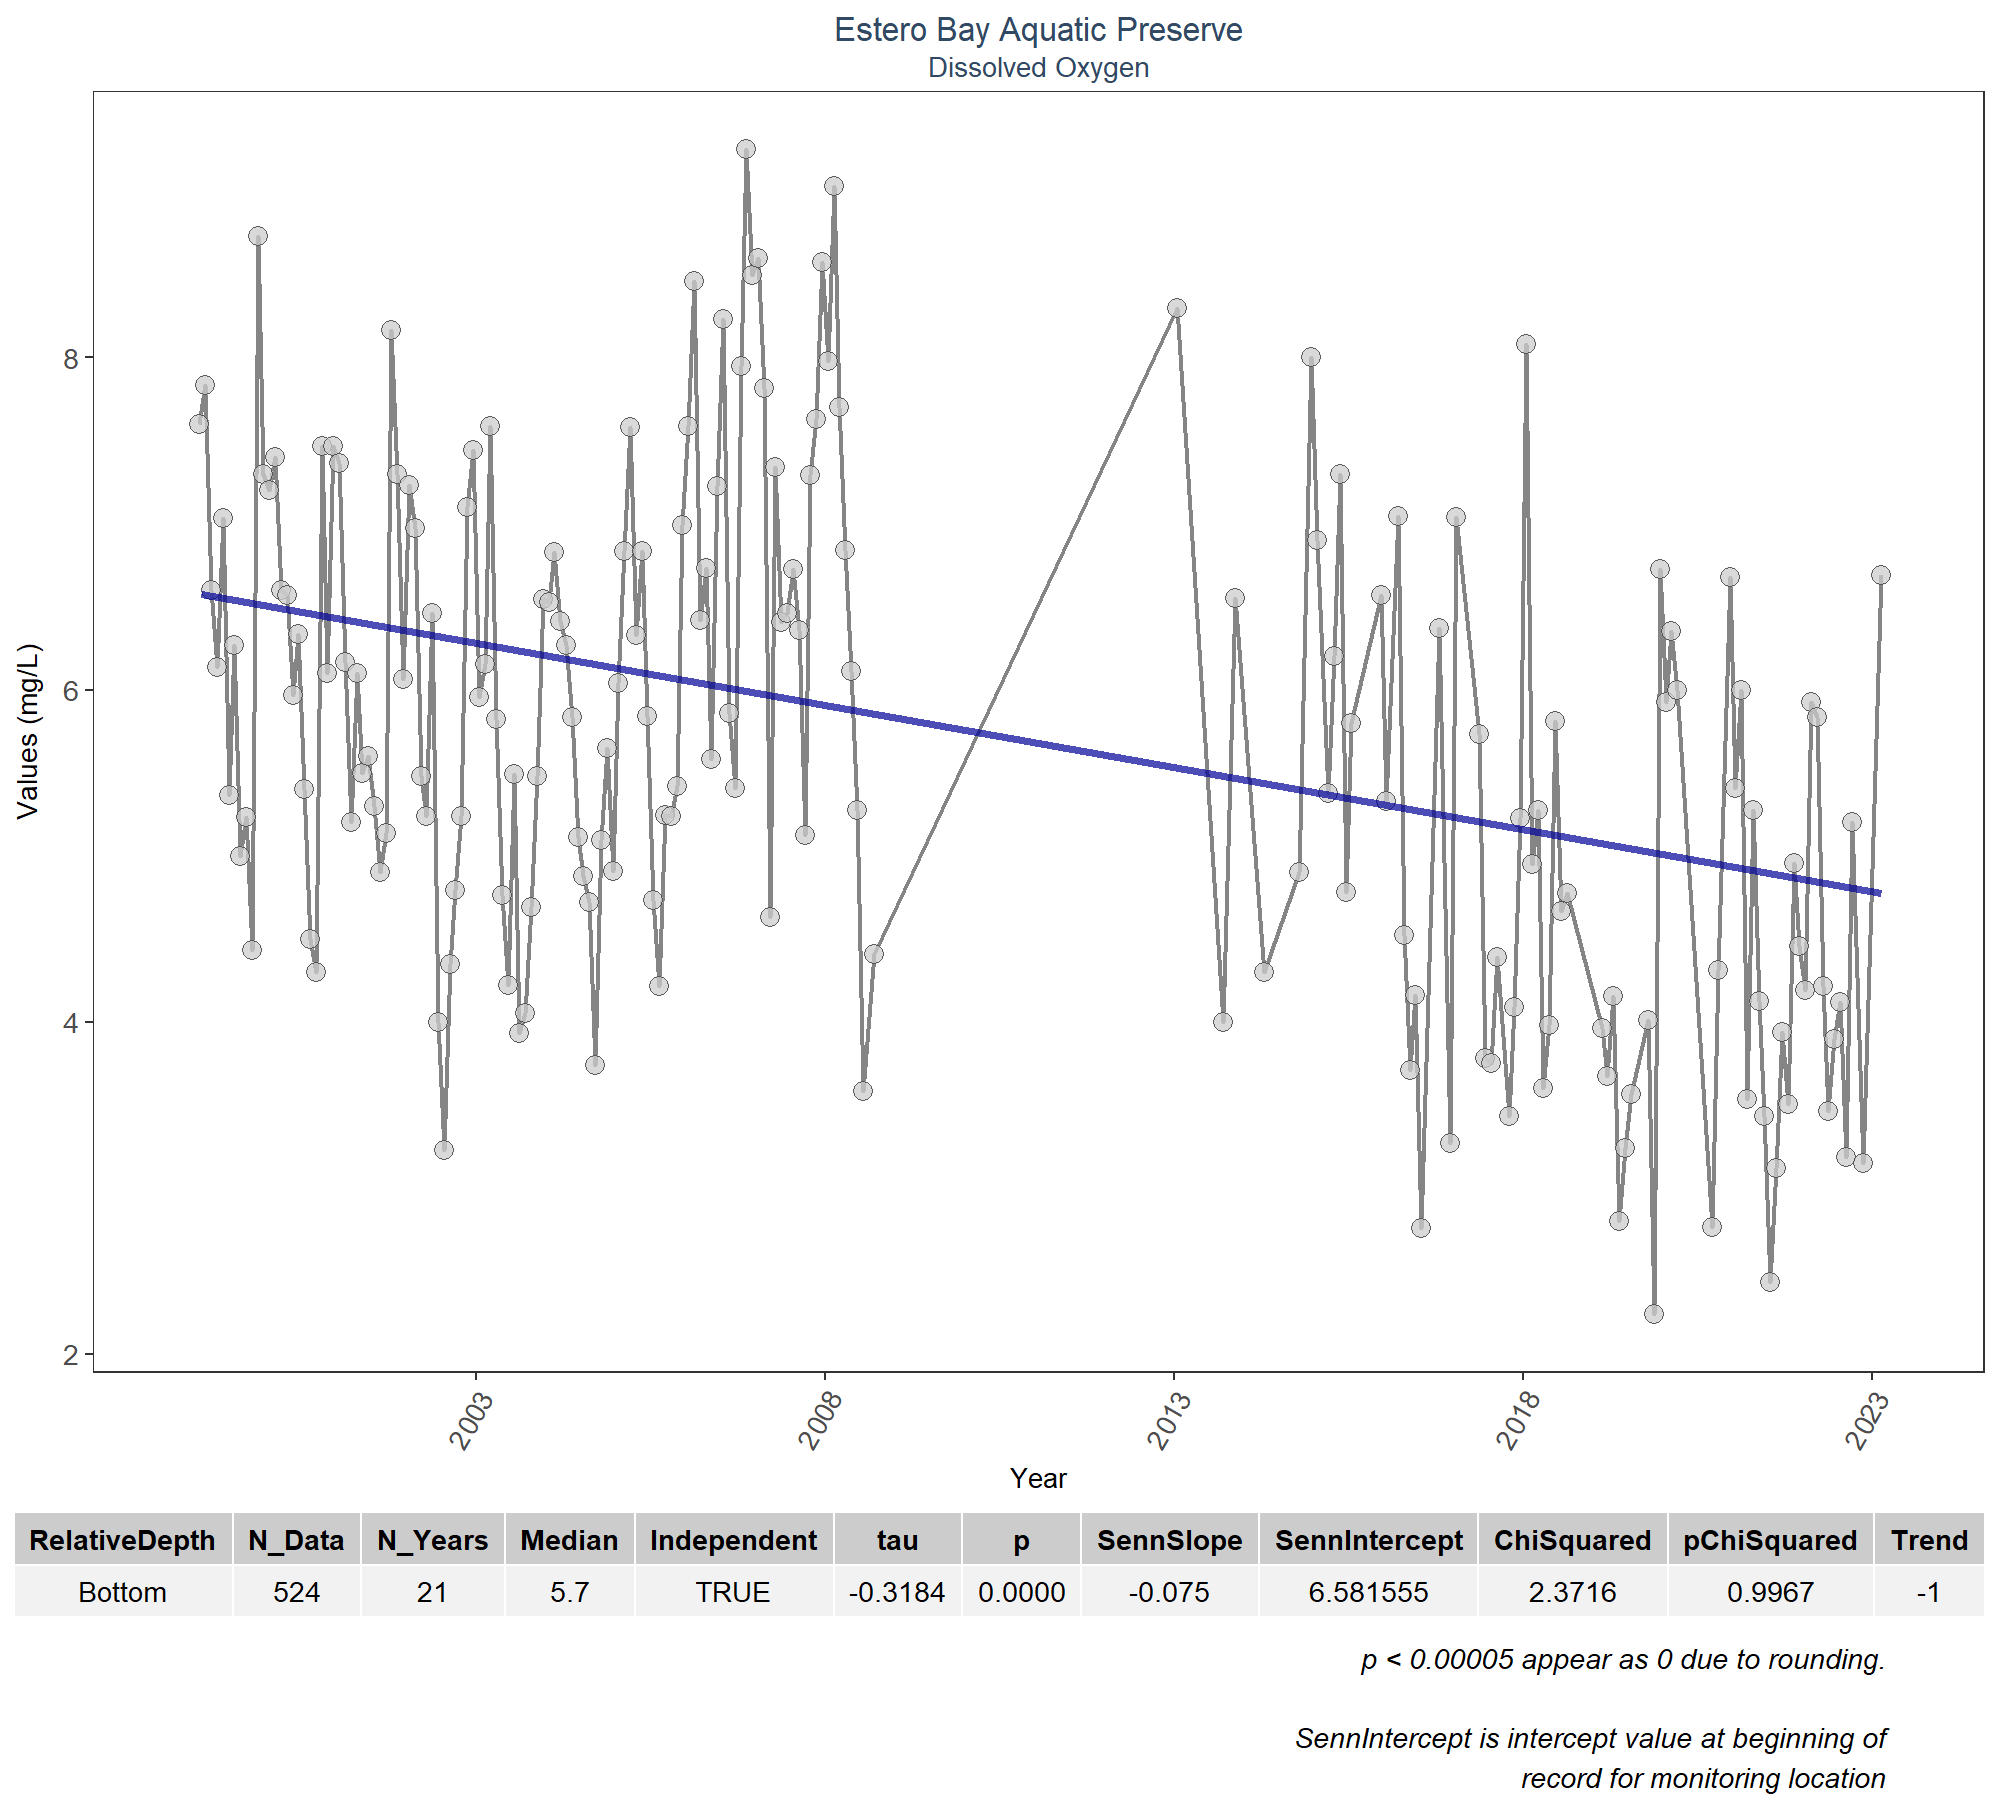 Estero Bay Aquatic Preserve
Dissolved Oxygen
Values (mg/L)
8
6
4
2
2003 2008 2013 2018 2023
Year
RelativeDepth N_Data N_Years Median Independent tau p SennSlope SennIntercept ChiSquared pChiSquared Trend
Bottom 524 21 5.7 TRUE -0.3184 0.0000 -0.075 6.581555 2.3716 0.9967 -1
p < 0.00005 appear as 0 due to rounding.
SennIntercept is intercept value at beginning of
record for monitoring location